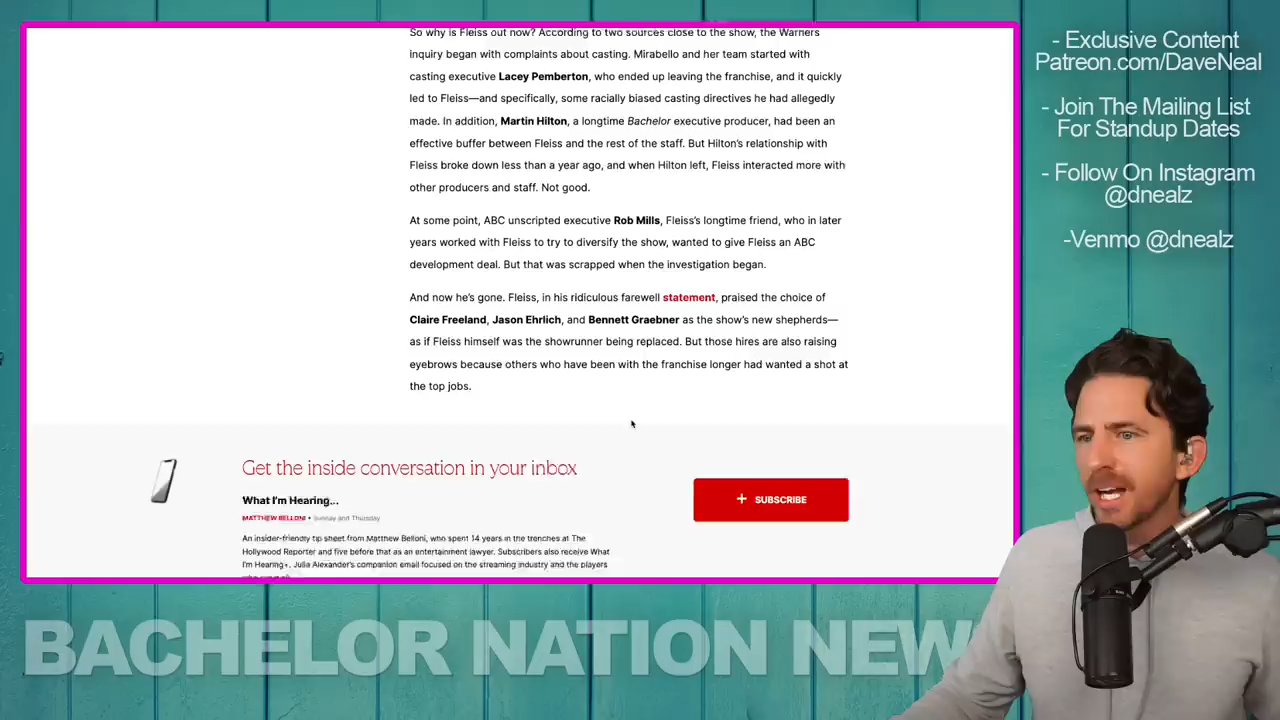 So why is Fleiss out now? According to two sources close to the show, the Warners
inquiry began with complaints about casting. Mirabello and her team started with
casting executive Lacey Pemberton, who ended up leaving the franchise, and it quickly
led to Fleiss—and specifically, some racially biased casting directives he had allegedly
made. In addition, Martin Hilton, a longtime Bachelor executive producer, had been an
effective buffer between Fleiss and the rest of the staff. But Hilton's relationship with
Fleiss broke down less than a year ago, and when Hilton left, Fleiss interacted more with
other producers and staff. Not good.
At some point, ABC unscripted executive Rob Mills, Fleiss's longtime friend, who in later
years worked with Fleiss to try to diversify the show, wanted to give Fleiss an ABC
development deal. But that was scrapped when the investigation began.
And now he's gone. Fleiss, in his ridiculous farewell statement, praised the choice of
Claire Freeland, Jason Ehrlich, and Bennett Graebner as the show's new shepherds—
as if Fleiss himself was the showrunner being replaced. But those hires are also raising
eyebrows because others who have been with the franchise longer had wanted a shot at
the top jobs.
Get the inside conversation in your inbox
What I'm Hearing...
MATTHEW BELLONI • Sunday and Thursday
An insider-friendly tip sheet from Matthew Belloni, who spent 14 years in the trenches at The
Hollywood Reporter and five before that as an entertainment lawyer. Subscribers also receive What
I'm Hearing+, Julia Alexander's companion email focused on the streaming industry and the players
+ SUBSCRIBE
- Exclusive Content
Patreon.com/DaveNeal
- Join The Mailing List
For Standup Dates
- Follow On Instagram
@dnealz
-Venmo @dnealz
BACHELOR NATION NEW